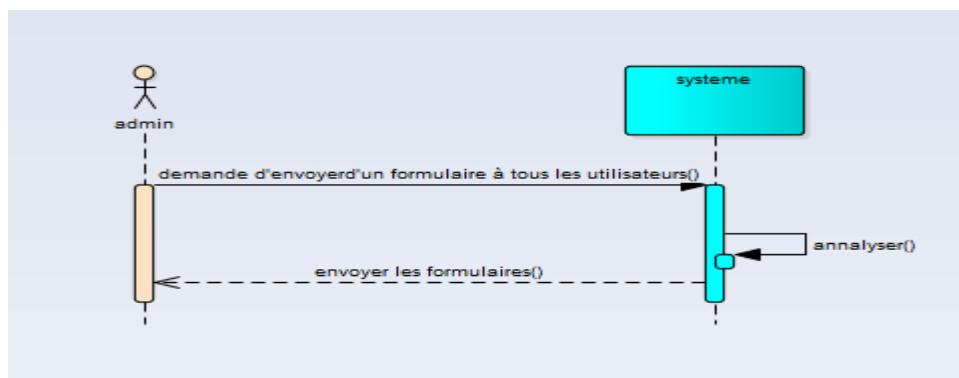 systeme
admin
demande d'envoyerd'un formulaire à tous les utilisateurs()
annalyser()
envoyer les formulaires()